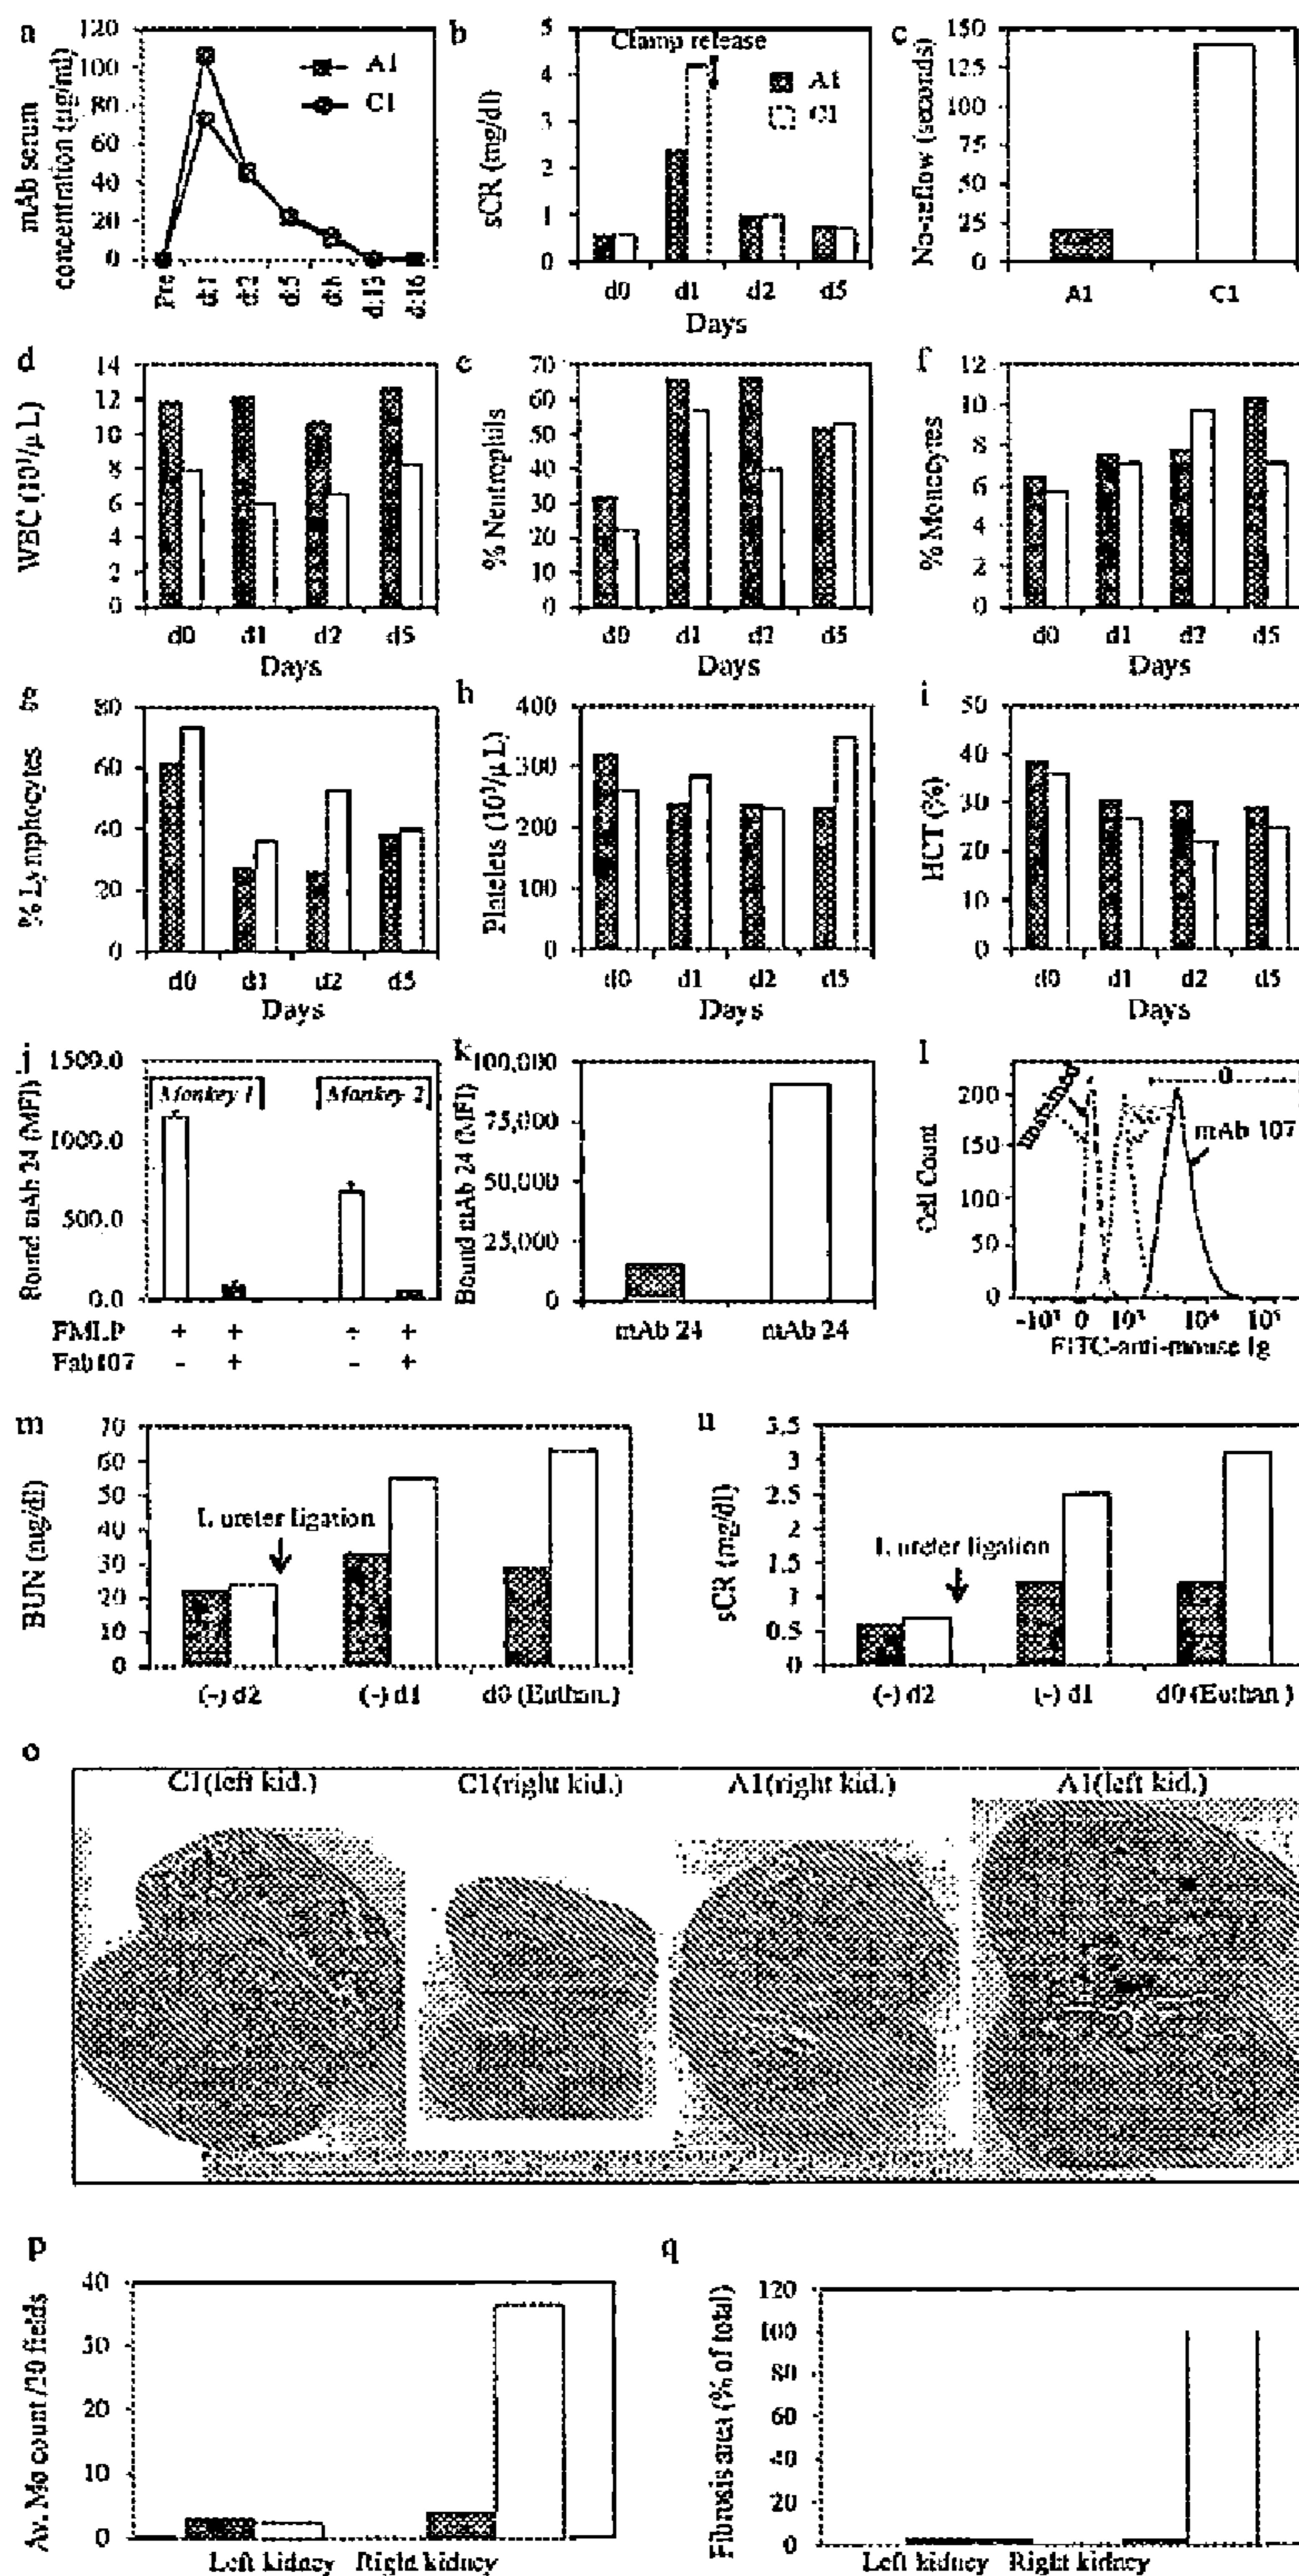 a
120
100
80
60
40
20
0
mAb serum
concentration (µg/ml)
A1
C1
Pre
d:1
d:2
d:5
d:13
d:16
b
5
4
3
2
1
0
sCR (mg/dl)
Clamp release
A1
C1
d0 d1 d2 d5
Days
c
150
125
100
75
50
25
0
No-reflow (seconds)
A1 C1
d
14
12
10
8
6
4
2
0
d0 d1 d2 d5
Days
e
70
60
50
40
30
20
10
0
% Neutrophils
d0 d1 d2 d5
Days
f
12
10
8
6
4
2
0
% Monocytes
d0 d1 d2 d5
Days
g
80
60
40
20
0
% Lymphocytes
d0 d1 d2 d5
Days
h
400
300
200
100
0
Platelets (10³/µL)
d0 d1 d2 d5
Days
i
50
40
30
20
10
0
HCT (%)
d0 d1 d2 d5
Days
j
1500.0
1000.0
500.0
0.0
Bound mAb 24 (MFI)
Monkey 1 Monkey 2
FMLP + + + +
Fab107 - + - +
k
100,000
75,000
50,000
25,000
0
Bound mAb 24 (MFI)
mAb 24 mAb 24
l
200
150
100
50
0
Cell Count
unstained
mAb 107
0 10³ 10⁴ 10⁵
FITC-anti-mouse Ig
m
70
60
50
40
30
20
10
0
BUN (mg/dl)
L ureter ligation
(-) d2 (-) d1 d0 (Euthan.)
n
3.5
3
2.5
2
1.5
1
0.5
0
sCR (mg/dl)
L ureter ligation
(-) d2 (-) d1 d0 (Euthan.)
o
C1(left kid.) C1(right kid.) A1(right kid.) A1(left kid.)
p
40
30
20
10
0
Av. Mø count /20 fields
Left kidney Right kidney
q
120
100
80
60
40
20
0
Fibrosis area (% of total)
Left kidney Right kidney